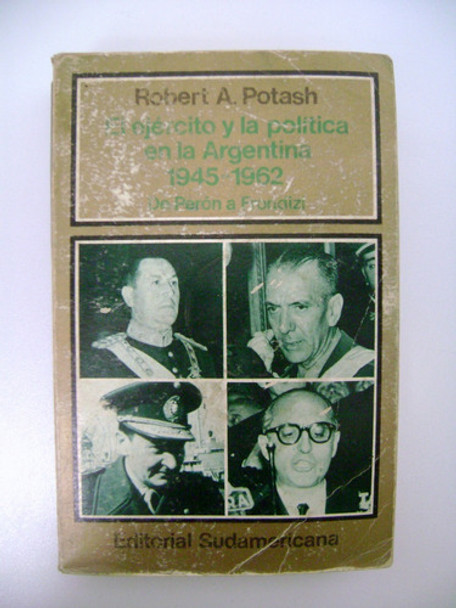 Robert A. Potash
El ejército y la política
en la Argentina
1945-1962
De Perón a Frondizi
Editorial Sudamericana